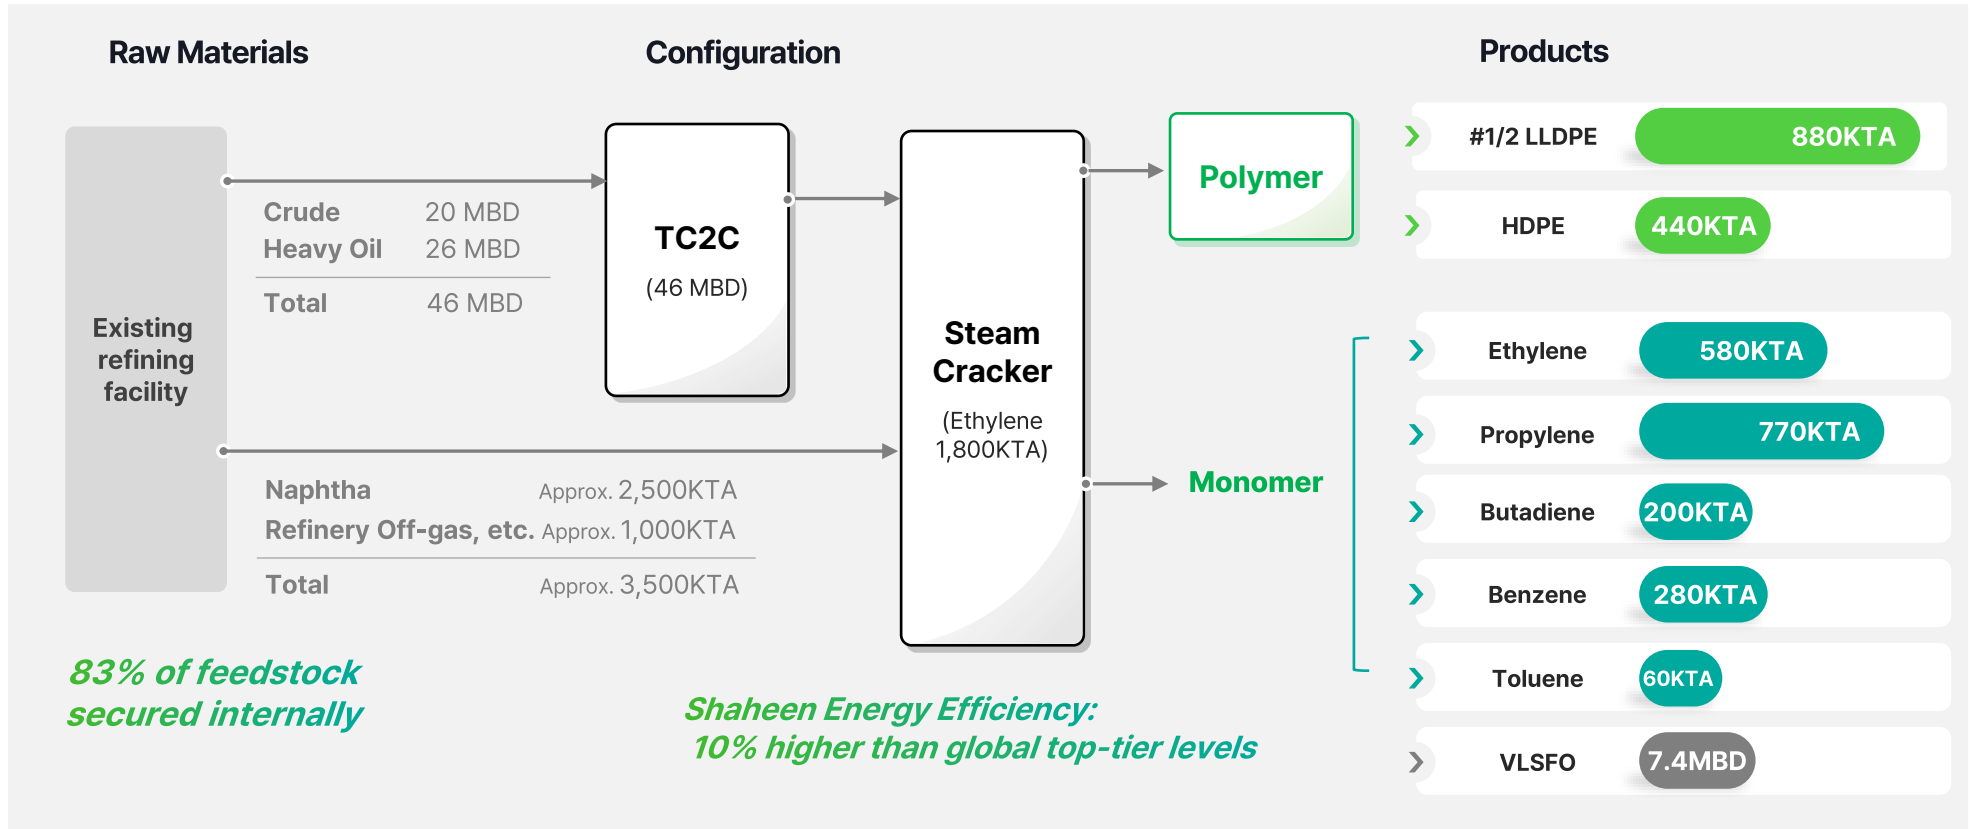 Raw Materials
Configuration
Products
Existing
refining
facility
Crude 20 MBD
Heavy Oil 26 MBD
Total 46 MBD
Naphtha Approx. 2,500KTA
Refinery Off-gas, etc. Approx. 1,000KTA
Total Approx. 3,500KTA
83% of feedstock
secured internally
TC2C
(46 MBD)
Steam
Cracker
(Ethylene
1,800KTA)
Shaheen Energy Efficiency:
10% higher than global top-tier levels
Polymer
Monomer
#1/2 LLDPE 880KTA
HDPE 440KTA
Ethylene 580KTA
Propylene 770KTA
Butadiene 200KTA
Benzene 280KTA
Toluene 60KTA
VLSFO 7.4MBD